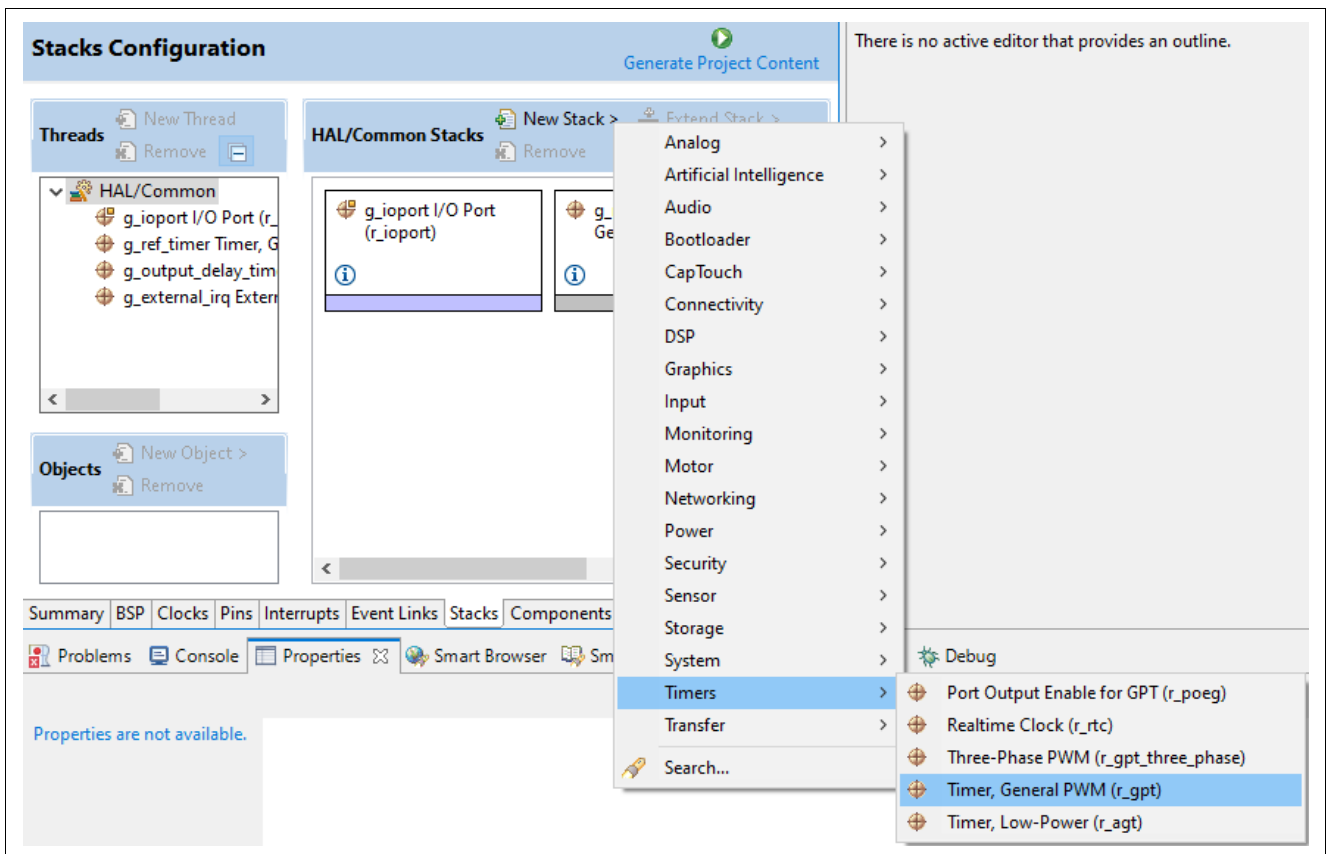 Stacks Configuration
Generate Project Content
There is no active editor that provides an outline.
Threads
New Thread
Remove
HAL/Common Stacks
New Stack >
Extend Stack >
Remove
HAL/Common
g_ioport I/O Port (r_
g_ref_timer Timer, G
g_output_delay_tim
g_external_irq Extern
g_ioport I/O Port
(r_ioport)
g_
Ge
Objects
New Object >
Remove
Analog
Artificial Intelligence
Audio
Bootloader
CapTouch
Connectivity
DSP
Graphics
Input
Monitoring
Motor
Networking
Power
Security
Sensor
Storage
System
Timers
Transfer
Search...
Summary BSP Clocks Pins Interrupts Event Links Stacks Components
Problems Console Properties Smart Browser Sm
Debug
Properties are not available.
Port Output Enable for GPT (r_poeg)
Realtime Clock (r_rtc)
Three-Phase PWM (r_gpt_three_phase)
Timer, General PWM (r_gpt)
Timer, Low-Power (r_agt)